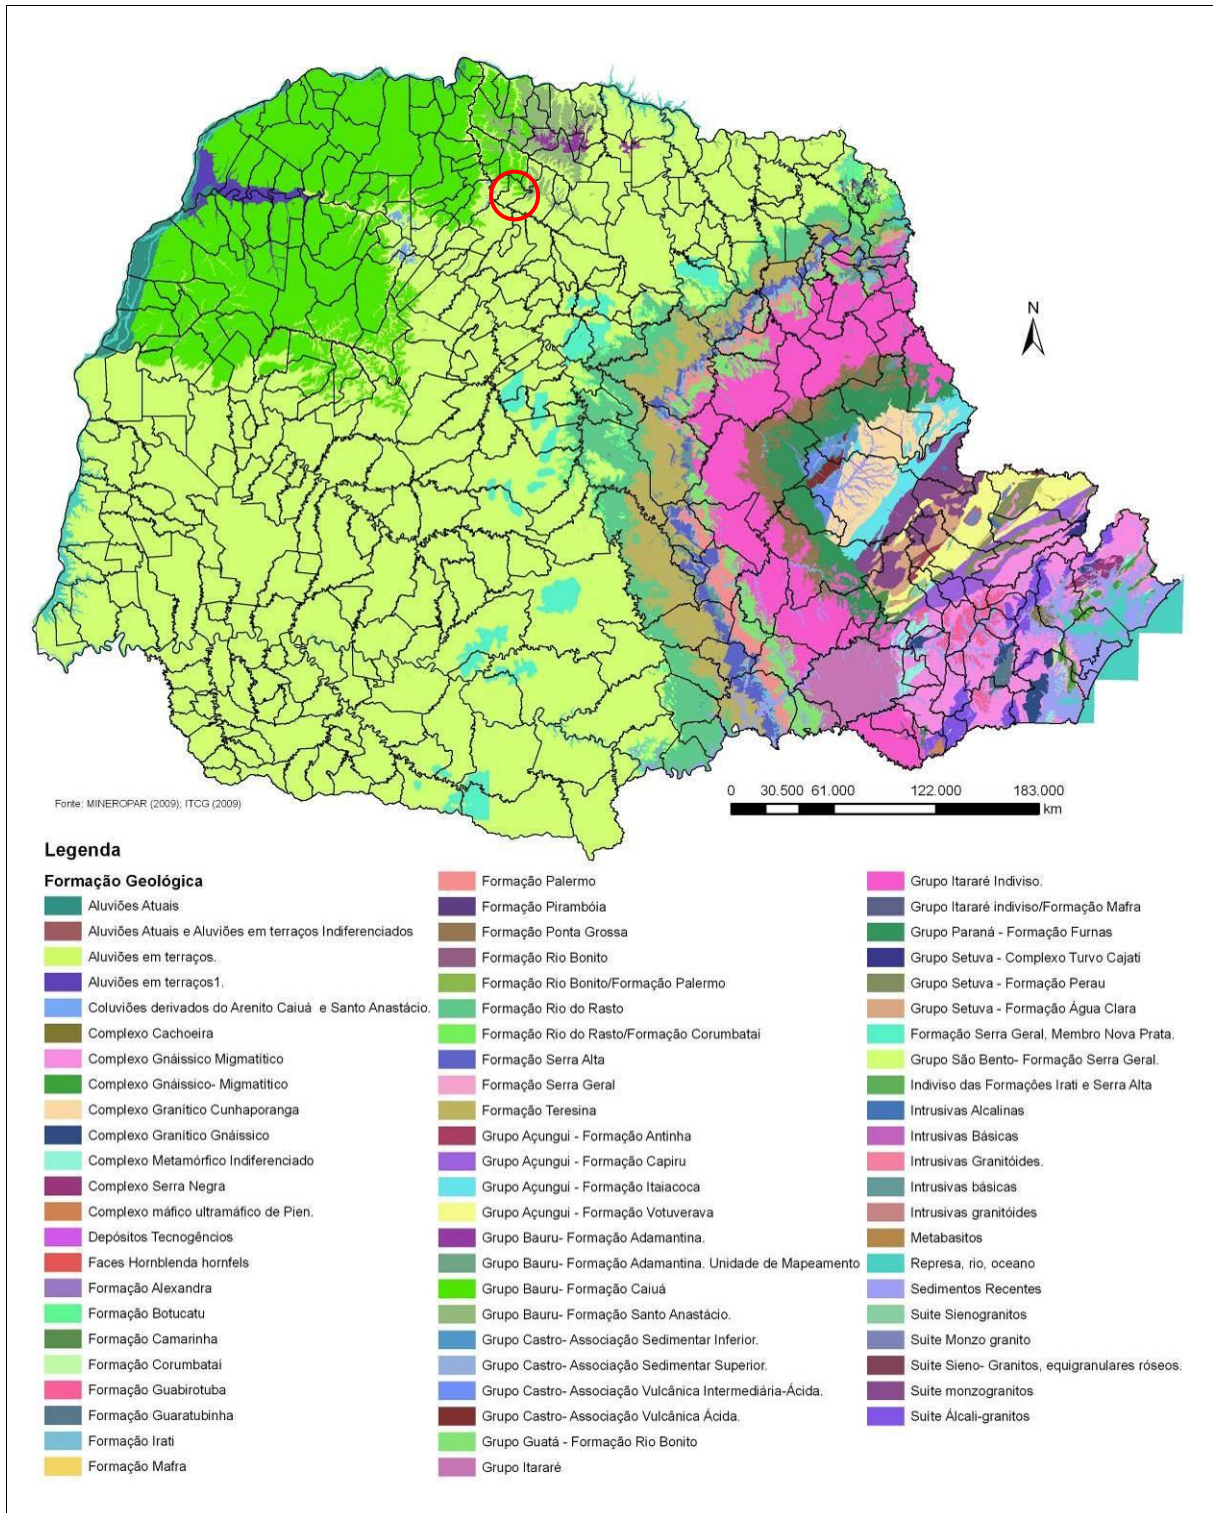 N
Fonte: MINEROPAR (2009); ITCG (2009)
0 30.500 61.000 122.000 183.000
km
Legenda
Formação Geológica
Aluviões Atuais
Aluviões Atuais e Aluviões em terraços Indiferenciados
Aluviões em terraços.
Aluviões em terraços1.
Coluviões derivados do Arenito Caiuá e Santo Anastácio.
Complexo Cachoeira
Complexo Gnáissico Migmatítico
Complexo Gnáissico- Migmatítico
Complexo Granítico Cunhaporanga
Complexo Granítico Gnáissico
Complexo Metamórfico Indiferenciado
Complexo Serra Negra
Complexo máfico ultramáfico de Pien.
Depósitos Tecnogêncios
Faces Hornblenda hornfels
Formação Alexandra
Formação Botucatu
Formação Camarinha
Formação Corumbataí
Formação Guabirotuba
Formação Guaratubinha
Formação Irati
Formação Mafra
Formação Palermo
Formação Pirambóia
Formação Ponta Grossa
Formação Rio Bonito
Formação Rio Bonito/Formação Palermo
Formação Rio do Rasto
Formação Rio do Rasto/Formação Corumbatai
Formação Serra Alta
Formação Serra Geral
Formação Teresina
Grupo Açungui - Formação Antinha
Grupo Açungui - Formação Capiru
Grupo Açungui - Formação Itaiacoca
Grupo Açungui - Formação Votuverava
Grupo Bauru- Formação Adamantina.
Grupo Bauru- Formação Adamantina. Unidade de Mapeamento
Grupo Bauru- Formação Caiuá
Grupo Bauru- Formação Santo Anastácio.
Grupo Castro- Associação Sedimentar Inferior.
Grupo Castro- Associação Sedimentar Superior.
Grupo Castro- Associação Vulcânica Intermediária-Ácida.
Grupo Castro- Associação Vulcânica Ácida.
Grupo Guatá - Formação Rio Bonito
Grupo Itararé
Grupo Itararé Indiviso.
Grupo Itararé indiviso/Formação Mafra
Grupo Paraná - Formação Furnas
Grupo Setuva - Complexo Turvo Cajati
Grupo Setuva - Formação Perau
Grupo Setuva - Formação Água Clara
Formação Serra Geral, Membro Nova Prata.
Grupo São Bento- Formação Serra Geral.
Indiviso das Formações Irati e Serra Alta
Intrusivas Alcalinas
Intrusivas Básicas
Intrusivas Granitóides.
Intrusivas básicas
Intrusivas granitóides
Metabasitos
Represa, rio, oceano
Sedimentos Recentes
Suite Sienogranitos
Suíte Monzo granito
Suíte Sieno- Granitos, equigranulares róseos.
Suíte monzogranitos
Suíte Álcali-granitos